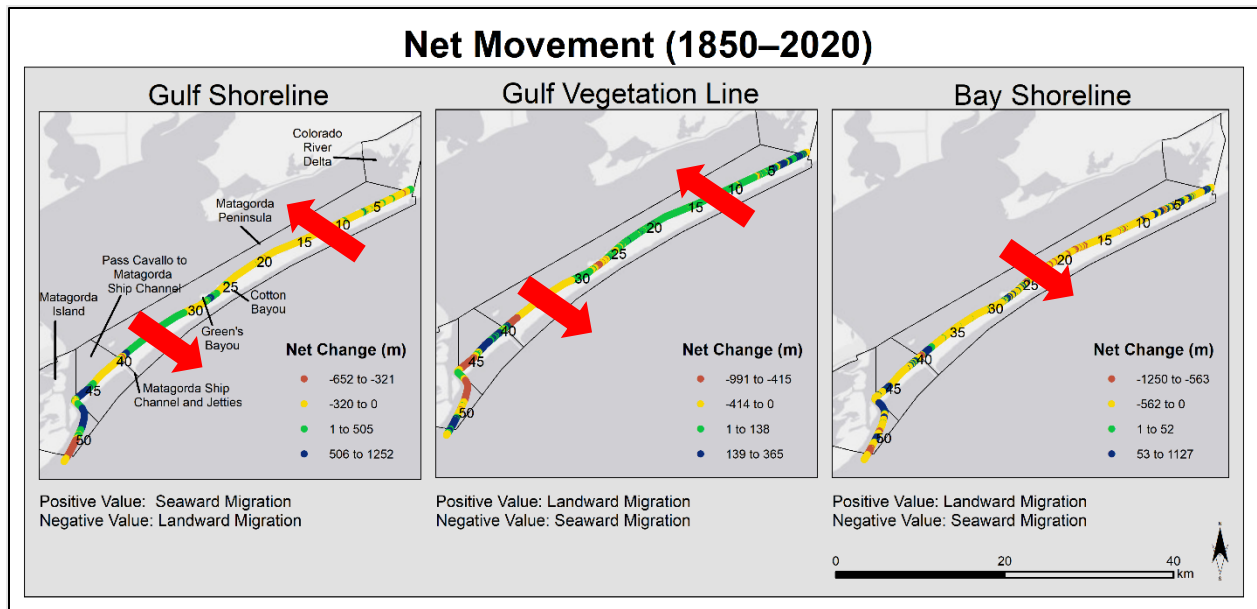 Net Movement (1850–2020)
Gulf Shoreline
Colorado
River
Delta
Matagorda
Peninsula
Pass Cavallo to
Matagorda
Ship Channel
Matagorda
Island
Cotton
Bayou
Green's
Bayou
Matagorda Ship
Channel and Jetties
5
10
15
20
25
30
40
45
50
Net Change (m)
-652 to -321
-320 to 0
1 to 505
506 to 1252
Positive Value: Seaward Migration
Negative Value: Landward Migration
Gulf Vegetation Line
5
10
15
20
25
30
40
45
50
Net Change (m)
-991 to -415
-414 to 0
1 to 138
139 to 365
Positive Value: Landward Migration
Negative Value: Seaward Migration
Bay Shoreline
5
10
15
20
25
30
35
40
45
50
Net Change (m)
-1250 to -563
-562 to 0
1 to 52
53 to 1127
Positive Value: Landward Migration
Negative Value: Seaward Migration
0 20 40
km